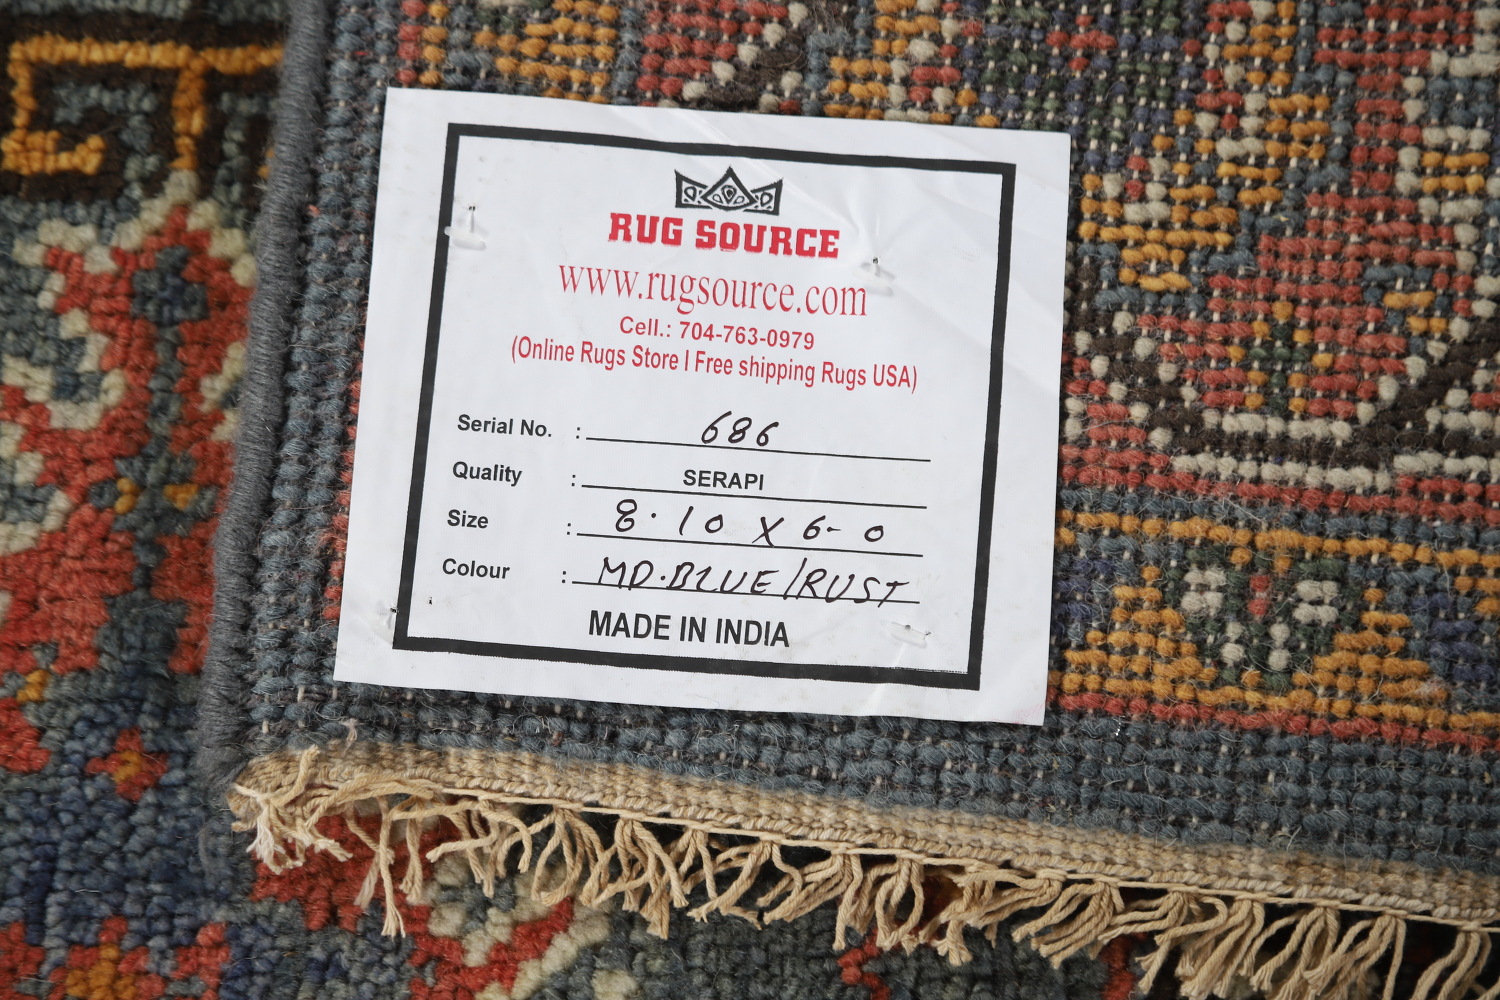 RUG SOURCE
www.rugsource.com
Cell.: 704-763-0979
(Online Rugs Store I Free shipping Rugs USA)
Serial No. : 686
Quality : SERAPI
Size : 8·10 X 6-0
Colour : MD.BLUE/RUST
MADE IN INDIA